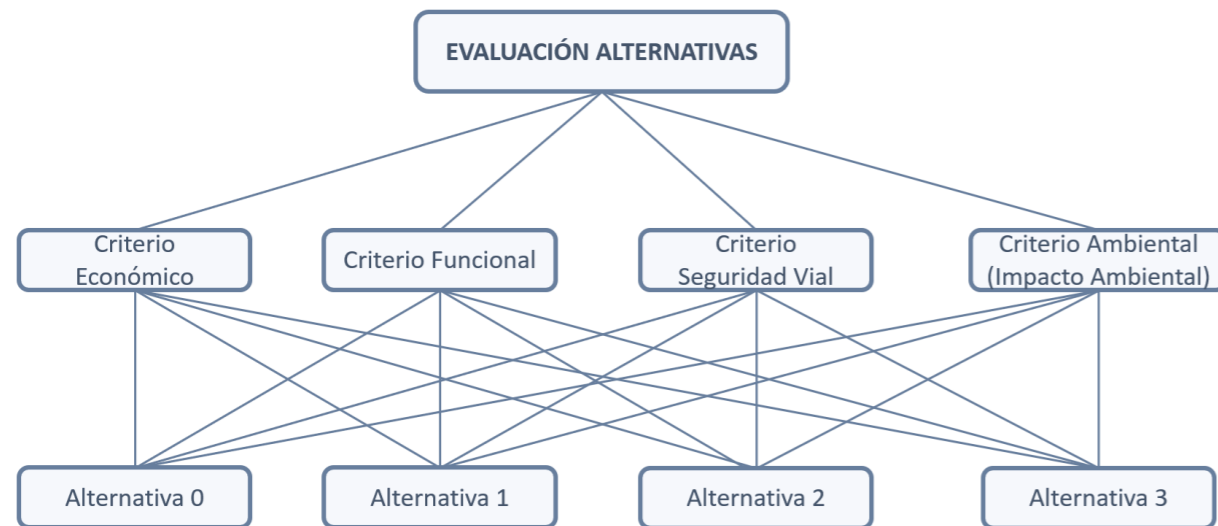 EVALUACIÓN ALTERNATIVAS
Criterio
Económico
Criterio Funcional
Criterio
Seguridad Vial
Criterio Ambiental
(Impacto Ambiental)
Alternativa 0
Alternativa 1
Alternativa 2
Alternativa 3